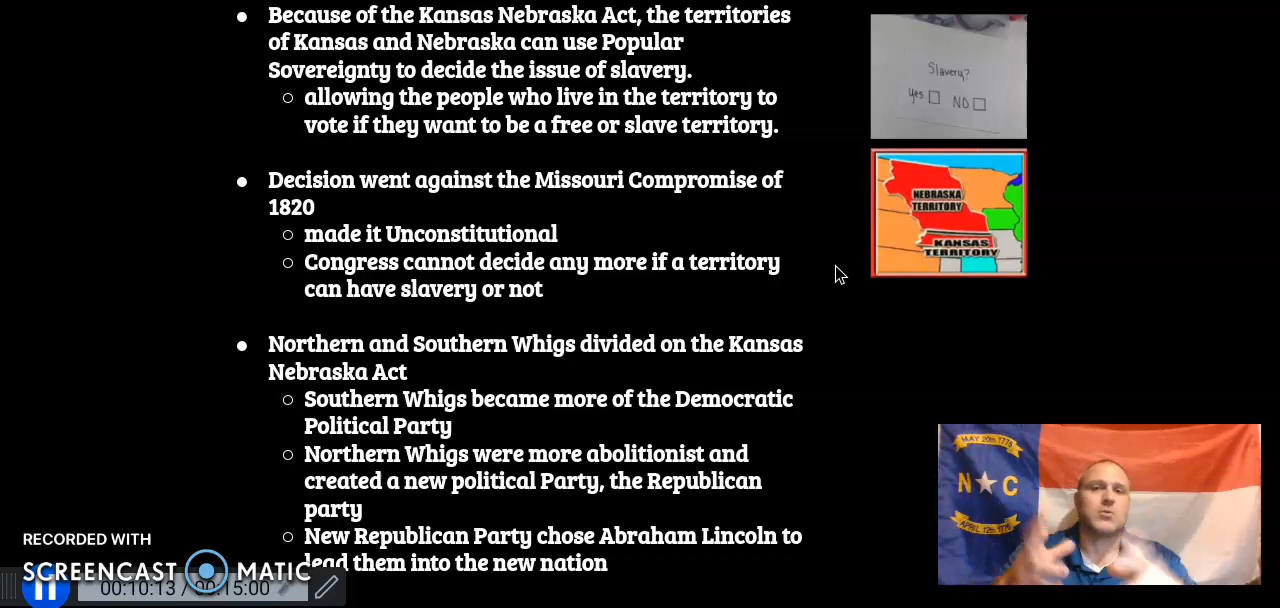 ● Because of the Kansas Nebraska Act, the territories
of Kansas and Nebraska can use Popular
Sovereignty to decide the issue of slavery.
○ allowing the people who live in the territory to
vote if they want to be a free or slave territory.
● Decision went against the Missouri Compromise of
1820
○ made it Unconstitutional
○ Congress cannot decide any more if a territory
can have slavery or not
● Northern and Southern Whigs divided on the Kansas
Nebraska Act
○ Southern Whigs became more of the Democratic
Political Party
○ Northern Whigs were more abolitionist and
created a new political Party, the Republican
party
○ New Republican Party chose Abraham Lincoln to
lead them into the new nation
Slavery?
Yes NO
NEBRASKA
TERRITORY
KANSAS
TERRITORY
MAY 20th 1775
N C
APRIL 12th 1776
RECORDED WITH
SCREENCAST MATIC
00:10:13 / 00:15:00